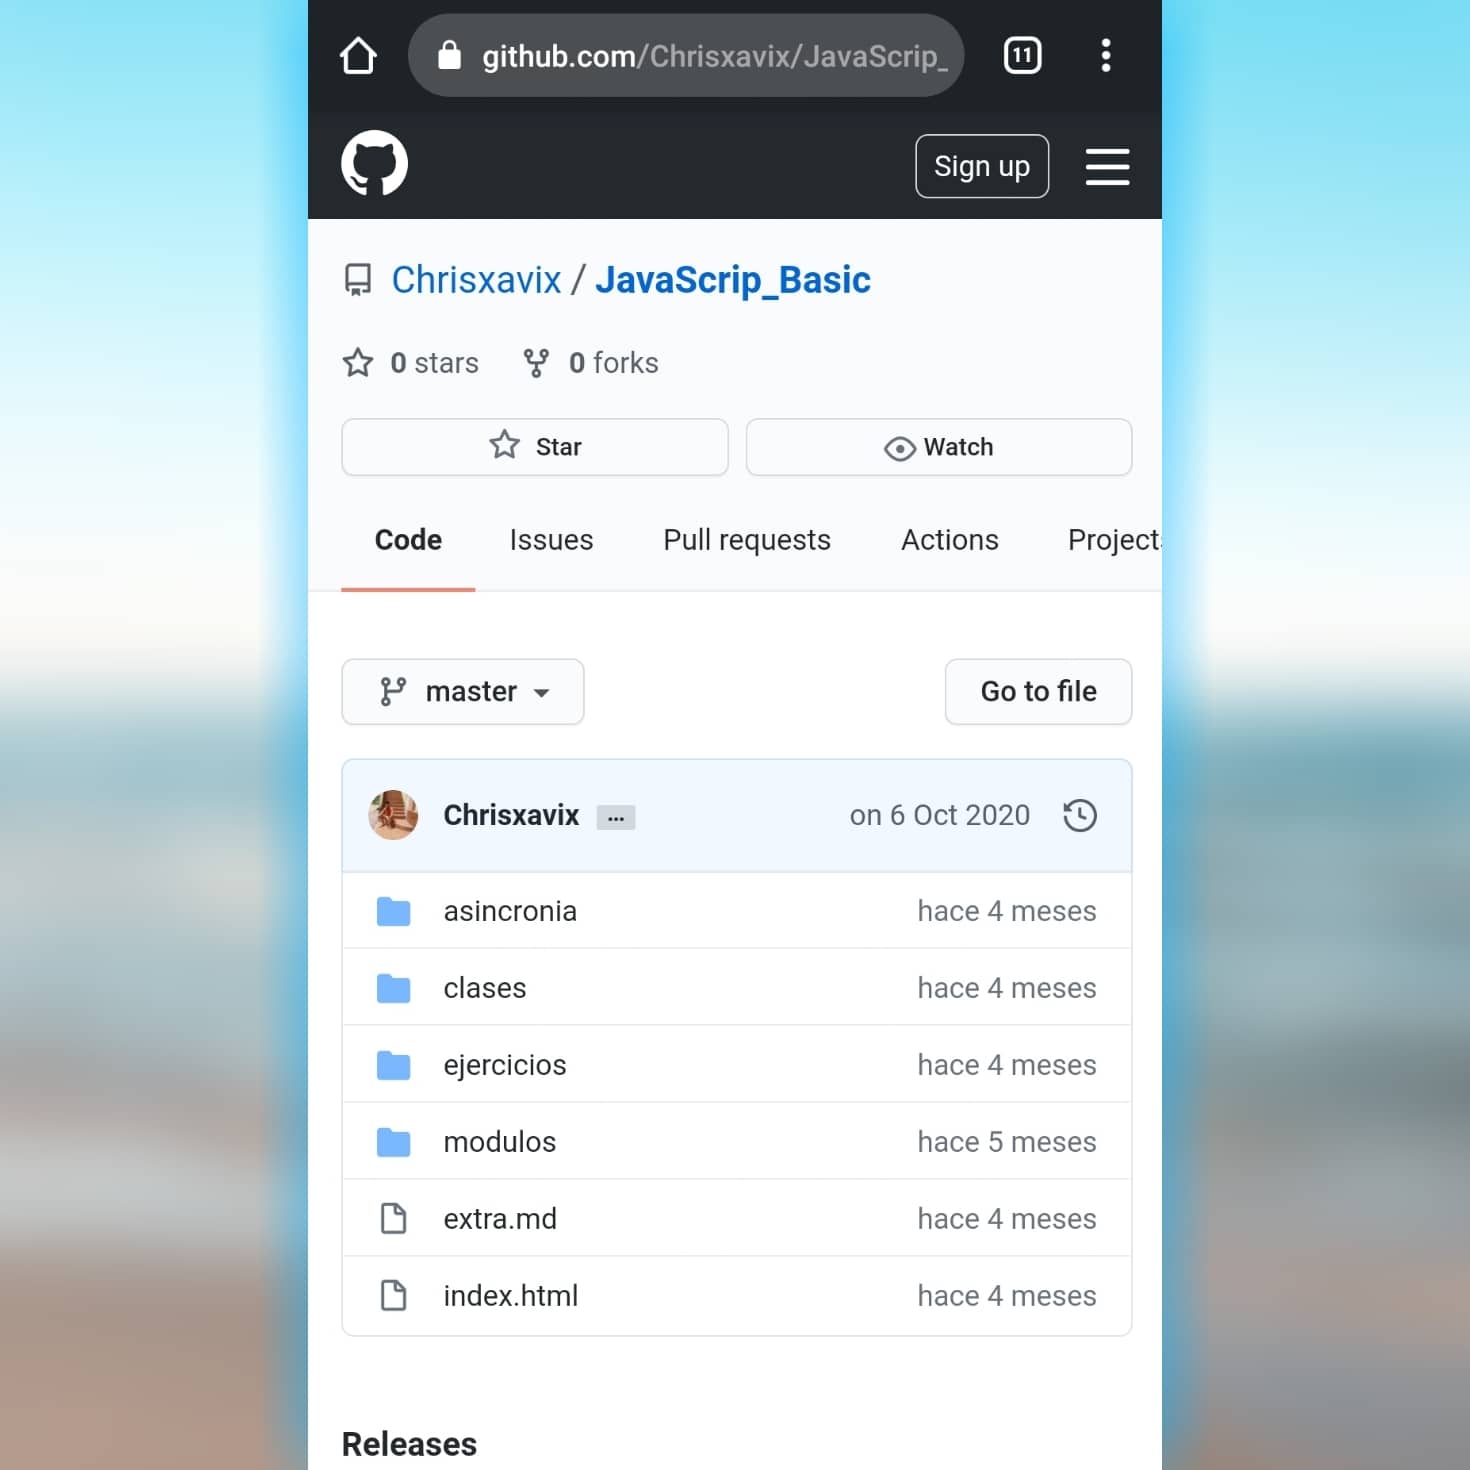 github.com/Chrisxavix/JavaScrip_
11
Sign up
Chrisxavix / JavaScrip_Basic
0 stars 0 forks
Star Watch
Code Issues Pull requests Actions Project
master Go to file
Chrisxavix ... on 6 Oct 2020
asincronia hace 4 meses
clases hace 4 meses
ejercicios hace 4 meses
modulos hace 5 meses
extra.md hace 4 meses
index.html hace 4 meses
Releases